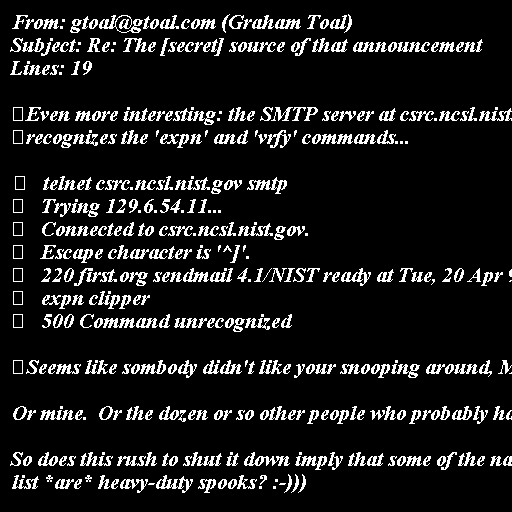 From: gtoal@gtoal.com (Graham Toal)
Subject: Re: The [secret] source of that announcement
Lines: 19
Even more interesting: the SMTP server at csrc.ncsl.nist.
recognizes the 'expn' and 'vrfy' commands...
telnet csrc.ncsl.nist.gov smtp
Trying 129.6.54.11...
Connected to csrc.ncsl.nist.gov.
Escape character is '^]'.
220 first.org sendmail 4.1/NIST ready at Tue, 20 Apr
expn clipper
500 Command unrecognized
Seems like sombody didn't like your snooping around,
Or mine.  Or the dozen or so other people who probably
So does this rush to shut it down imply that some of the
list *are* heavy-duty spooks? :-)))